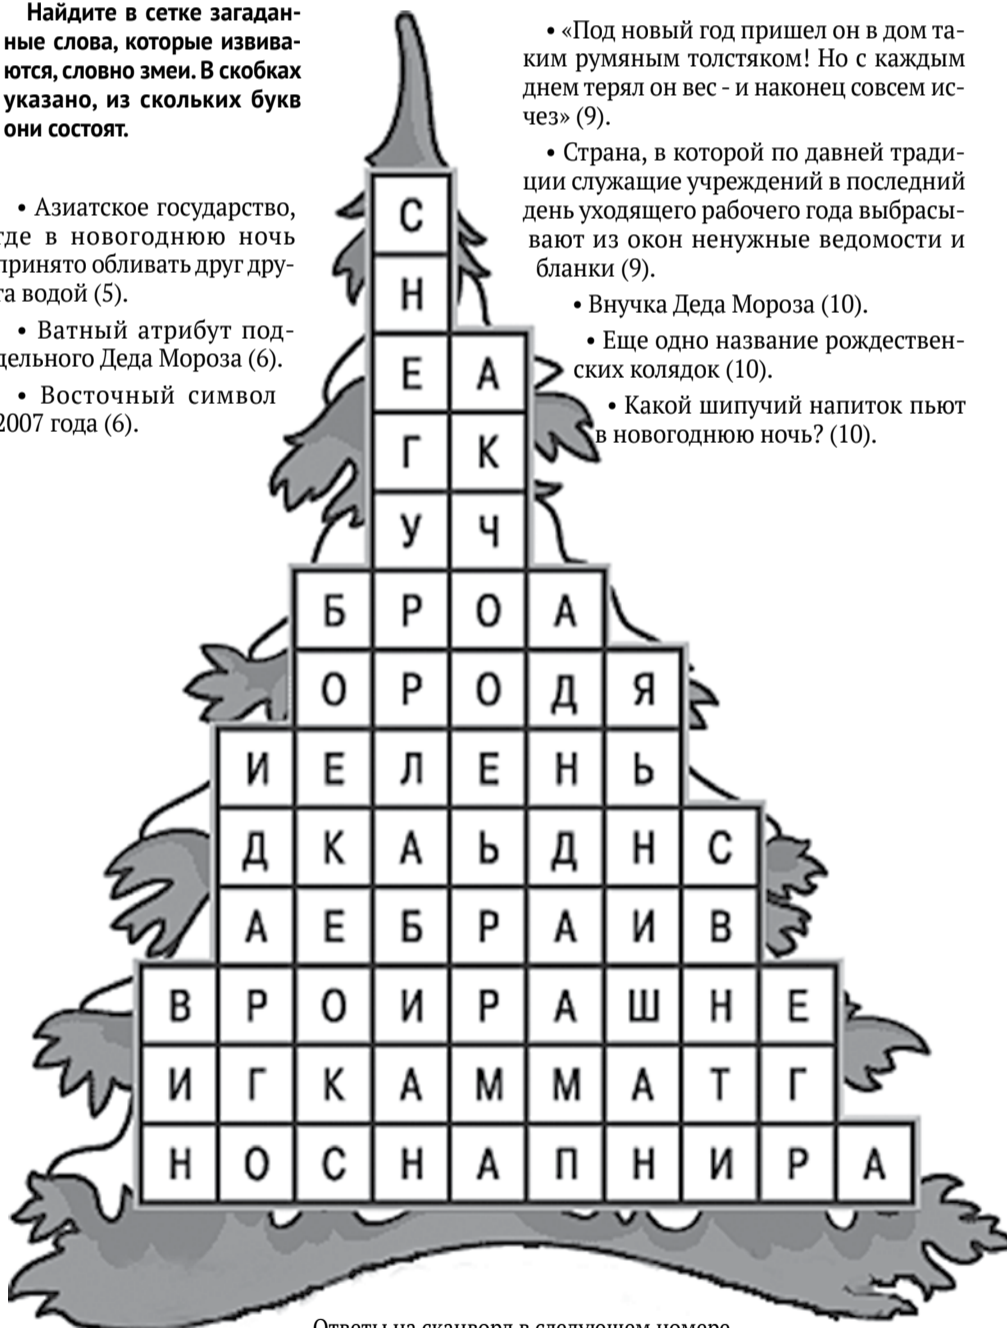 Найдите в сетке загадан-
ные слова, которые извива-
ются, словно змеи. В скобках
указано, из скольких букв
они состоят.
• Азиатское государство,
где в новогоднюю ночь
принято обливать друг дру-
га водой (5).
• Ватный атрибут под-
дельного Деда Мороза (6).
• Восточный символ
2007 года (6).
• «Под новый год пришел он в дом та-
ким румяным толстяком! Но с каждым
днем терял он вес - и наконец совсем ис-
чез» (9).
• Страна, в которой по давней тради-
ции служащие учреждений в последний
день уходящего рабочего года выбрасы-
вают из окон ненужные ведомости и
бланки (9).
• Внучка Деда Мороза (10).
• Еще одно название рождествен-
ских колядок (10).
• Какой шипучий напиток пьют
в новогоднюю ночь? (10).
С
Н
Е А
Г К
У Ч
Б Р О А
О Р О Д Я
И Е Л Е Н Ь
Д К А Ь Д Н С
А Е Б Р А И В
В Р О И Р А Ш Н Е
И Г К А М М А Т Г
Н О С Н А П Н И Р А
Ответы на сканворд в следующем номере